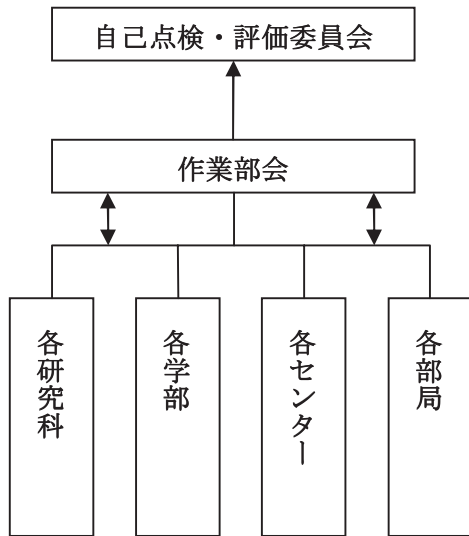 自己点検・評価委員会
作業部会
各研究科
各学部
各センター
各部局